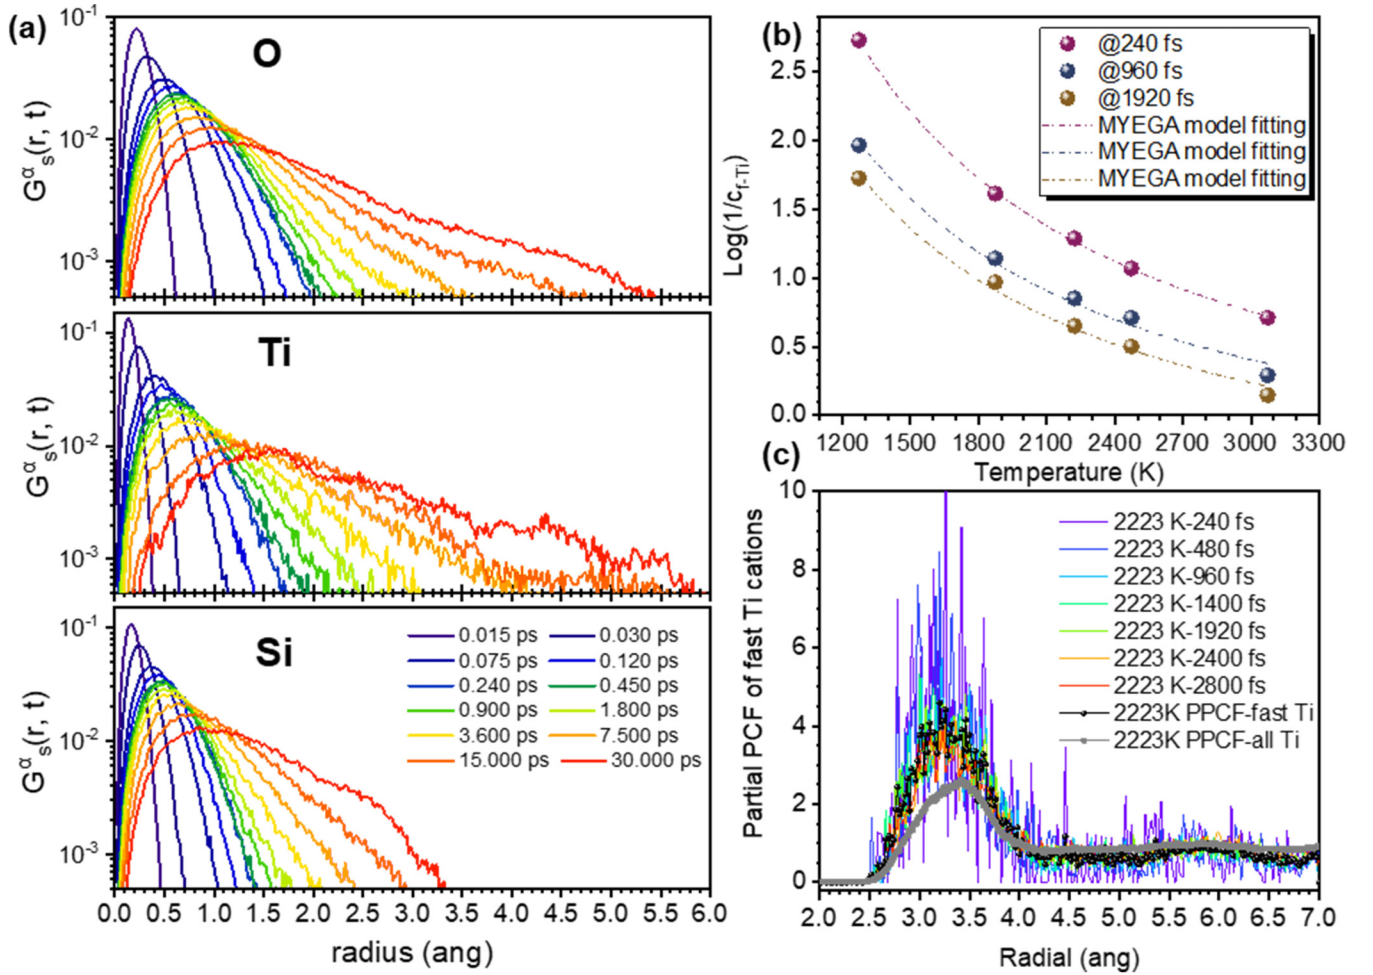 (a)
10⁻¹
10⁻²
10⁻³
Gᵅₛ(r, t)
O
10⁻¹
10⁻²
10⁻³
Gᵅₛ(r, t)
Ti
10⁻¹
10⁻²
10⁻³
Gᵅₛ(r, t)
Si
0.015 ps 0.030 ps
0.075 ps 0.120 ps
0.240 ps 0.450 ps
0.900 ps 1.800 ps
3.600 ps 7.500 ps
15.000 ps 30.000 ps
0.0 0.5 1.0 1.5 2.0 2.5 3.0 3.5 4.0 4.5 5.0 5.5 6.0
radius (ang)
(b)
2.5
2.0
1.5
1.0
0.5
0.0
Log(1/c_f-Ti)
@240 fs
@960 fs
@1920 fs
MYEGA model fitting
MYEGA model fitting
MYEGA model fitting
1200 1500 1800 2100 2400 2700 3000 3300
Temperature (K)
(c)
10
8
6
4
2
0
Partial PCF of fast Ti cations
2223 K-240 fs
2223 K-480 fs
2223 K-960 fs
2223 K-1400 fs
2223 K-1920 fs
2223 K-2400 fs
2223 K-2800 fs
2223K PPCF-fast Ti
2223K PPCF-all Ti
2.0 2.5 3.0 3.5 4.0 4.5 5.0 5.5 6.0 6.5 7.0
Radial (ang)